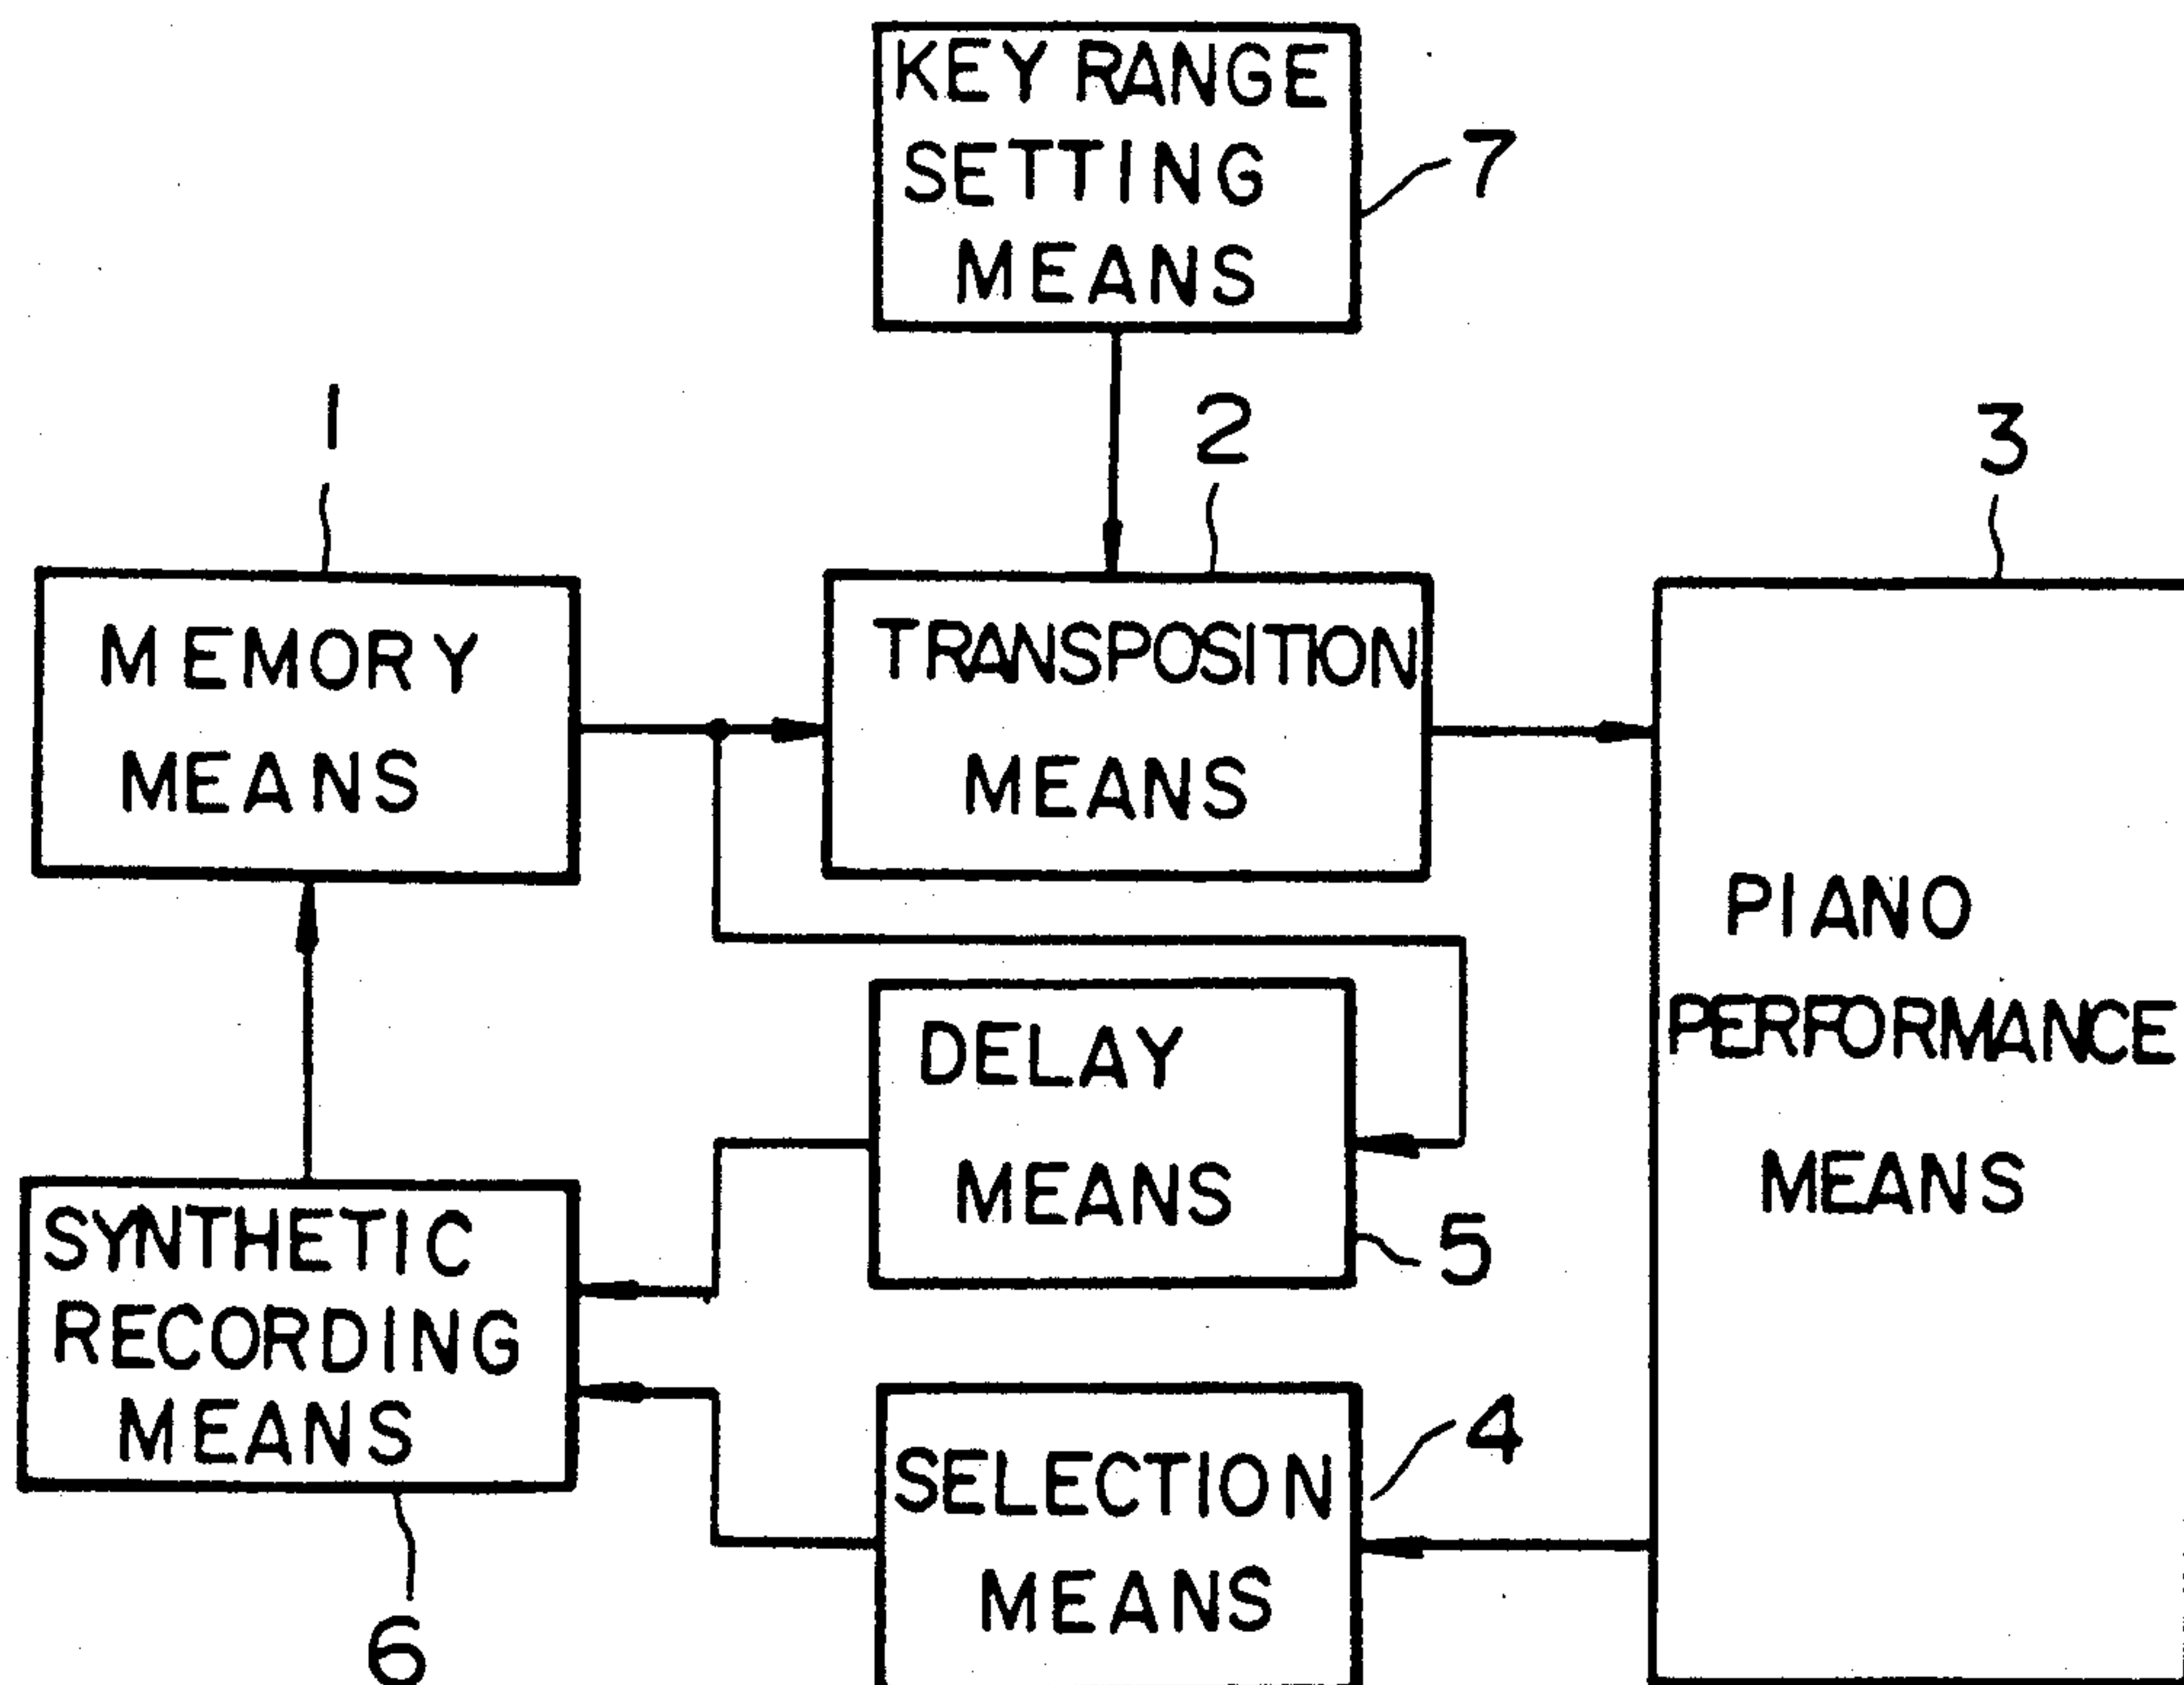 KEY RANGE
SETTING
MEANS
7
1
2
3
MEMORY
MEANS
TRANSPOSITION
MEANS
PIANO
PERFORMANCE
MEANS
DELAY
MEANS
5
SYNTHETIC
RECORDING
MEANS
6
SELECTION
MEANS
4